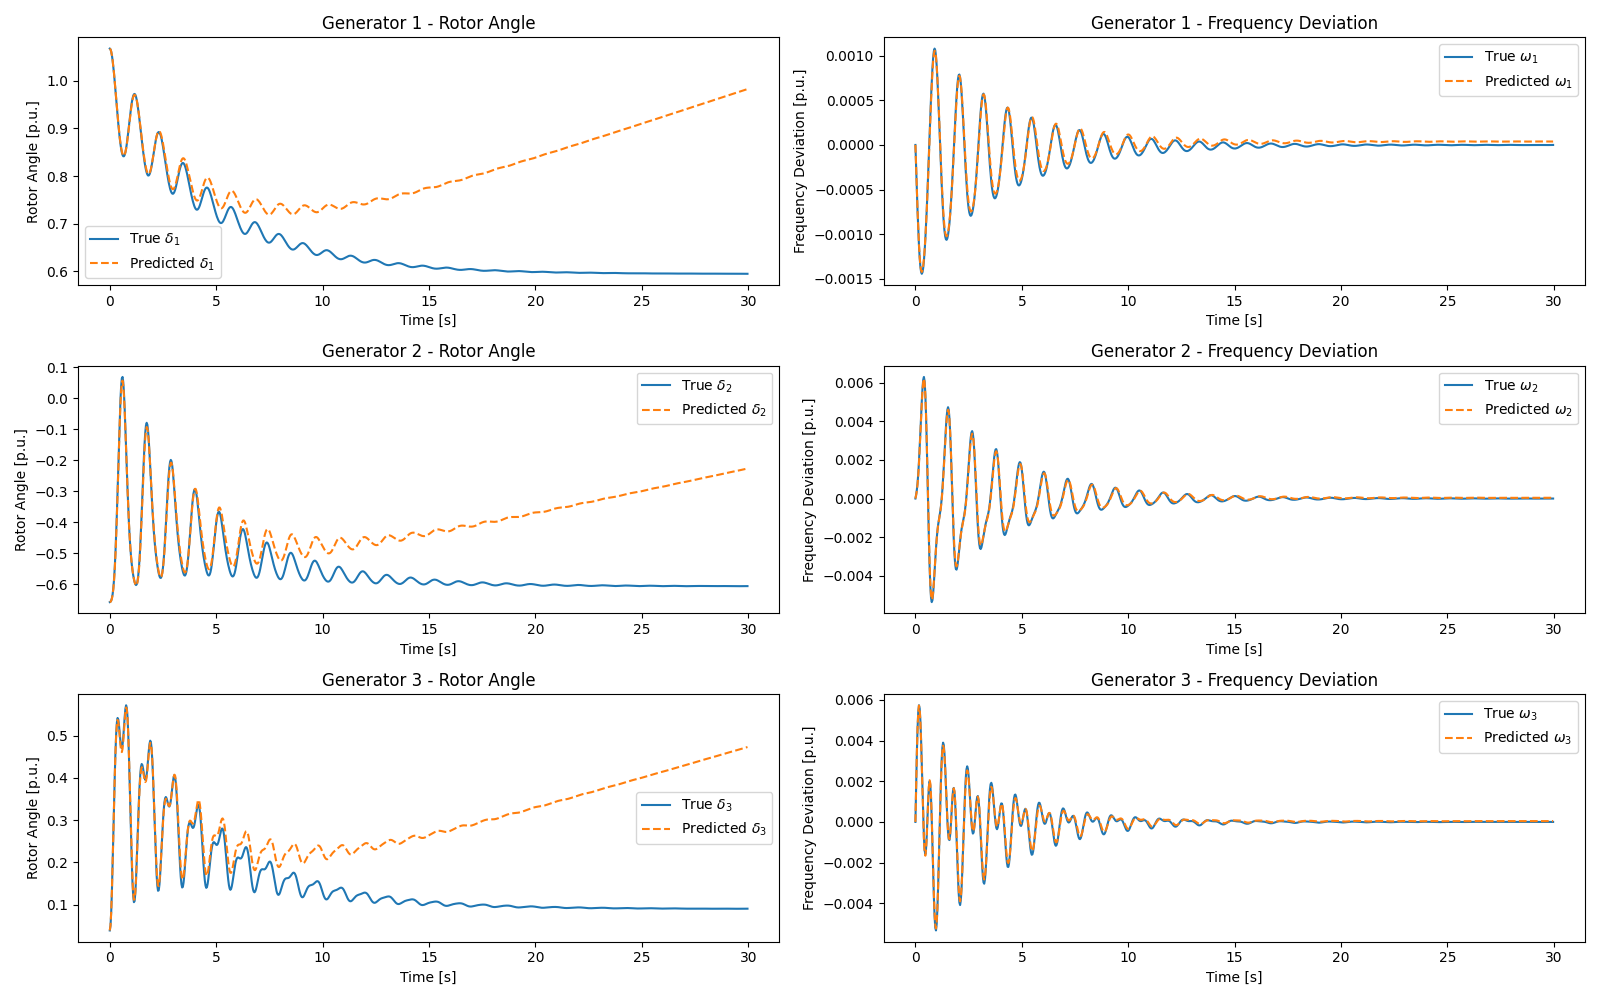 Generator 1 - Rotor Angle
Rotor Angle [p.u.]
1.0
0.9
0.8
0.7
0.6
True δ₁
Predicted δ₁
0 5 10 15 20 25 30
Time [s]
Generator 1 - Frequency Deviation
Frequency Deviation [p.u.]
0.0010
0.0005
0.0000
−0.0005
−0.0010
−0.0015
True ω₁
Predicted ω₁
0 5 10 15 20 25 30
Time [s]
Generator 2 - Rotor Angle
Rotor Angle [p.u.]
0.1
0.0
−0.1
−0.2
−0.3
−0.4
−0.5
−0.6
True δ₂
Predicted δ₂
0 5 10 15 20 25 30
Time [s]
Generator 2 - Frequency Deviation
Frequency Deviation [p.u.]
0.006
0.004
0.002
0.000
−0.002
−0.004
True ω₂
Predicted ω₂
0 5 10 15 20 25 30
Time [s]
Generator 3 - Rotor Angle
Rotor Angle [p.u.]
0.5
0.4
0.3
0.2
0.1
True δ₃
Predicted δ₃
0 5 10 15 20 25 30
Time [s]
Generator 3 - Frequency Deviation
Frequency Deviation [p.u.]
0.006
0.004
0.002
0.000
−0.002
−0.004
True ω₃
Predicted ω₃
0 5 10 15 20 25 30
Time [s]